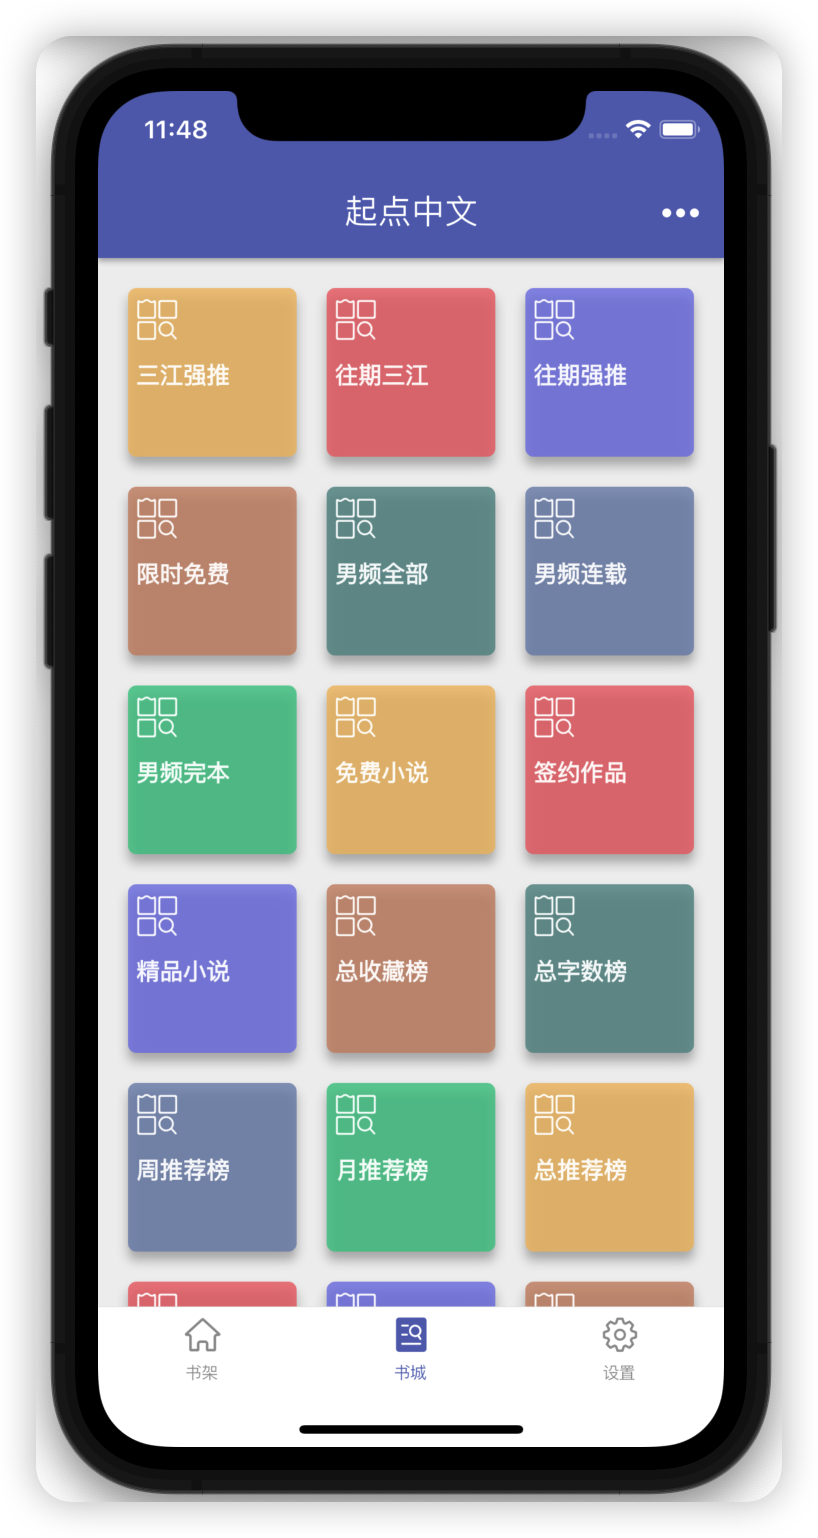 11:48
起点中文
三江强推
往期三江
往期强推
限时免费
男频全部
男频连载
男频完本
免费小说
签约作品
精品小说
总收藏榜
总字数榜
周推荐榜
月推荐榜
总推荐榜
书架
书城
设置